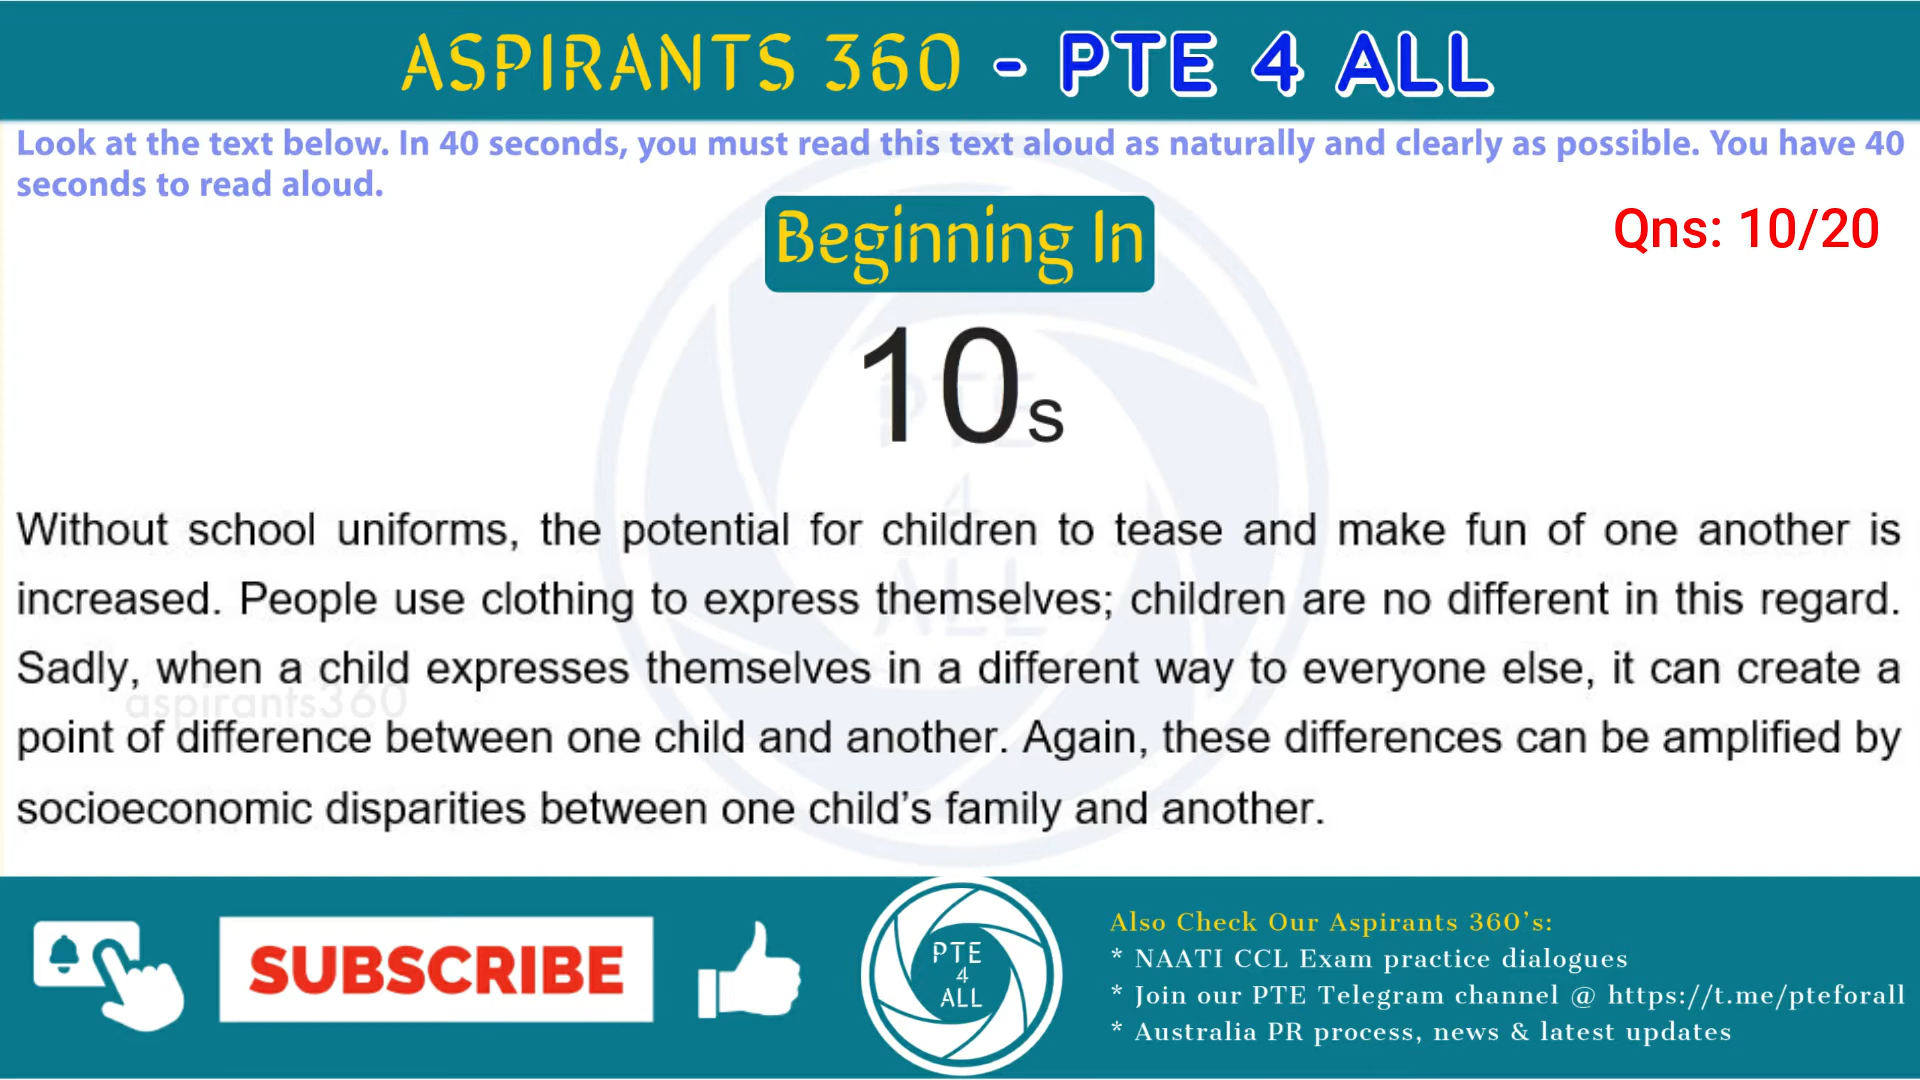 ASPIRANTS 360 - PTE 4 ALL
Look at the text below. In 40 seconds, you must read this text aloud as naturally and clearly as possible. You have 40
seconds to read aloud.
Beginning In
Qns: 10/20
10s
PTE
4
ALL
Without school uniforms, the potential for children to tease and make fun of one another is
increased. People use clothing to express themselves; children are no different in this regard.
Sadly, when a child expresses themselves in a different way to everyone else, it can create a
aspirants360
point of difference between one child and another. Again, these differences can be amplified by
socioeconomic disparities between one child’s family and another.
SUBSCRIBE
PTE
4
ALL
Also Check Our Aspirants 360's:
* NAATI CCL Exam practice dialogues
* Join our PTE Telegram channel @ https://t.me/pteforall
* Australia PR process, news & latest updates